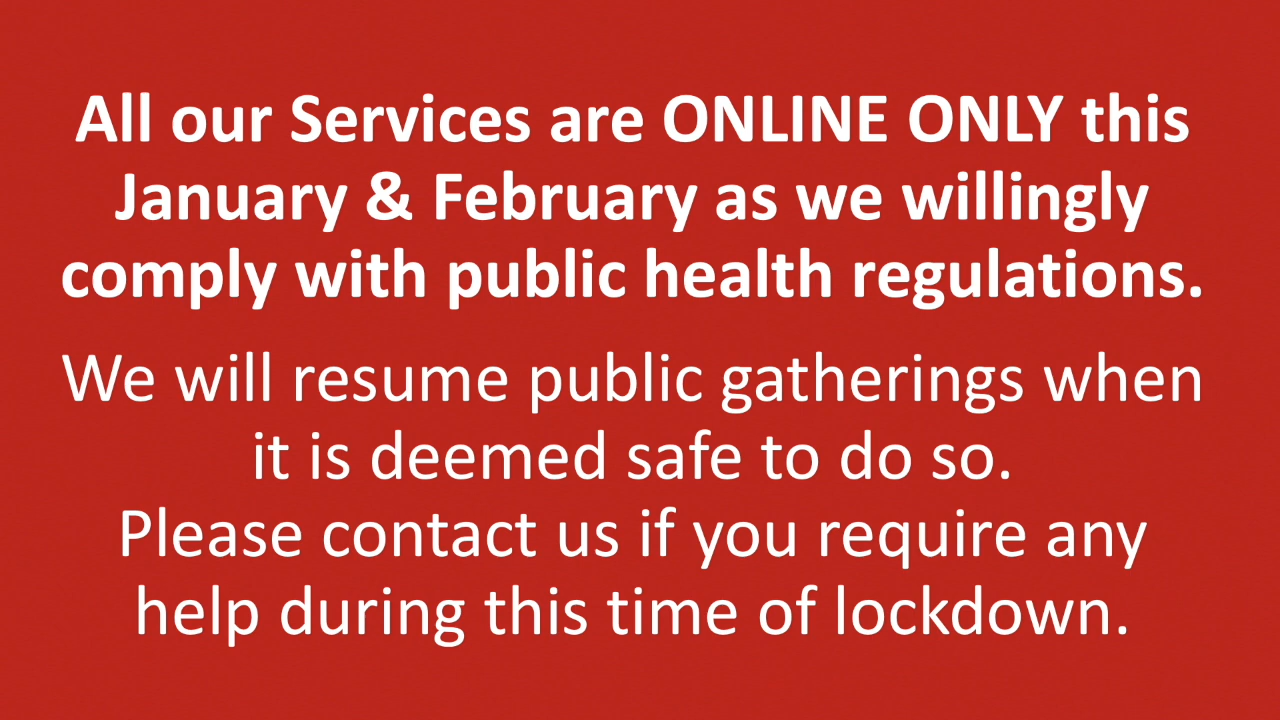 All our Services are ONLINE ONLY this
January & February as we willingly
comply with public health regulations.
We will resume public gatherings when
it is deemed safe to do so.
Please contact us if you require any
help during this time of lockdown.